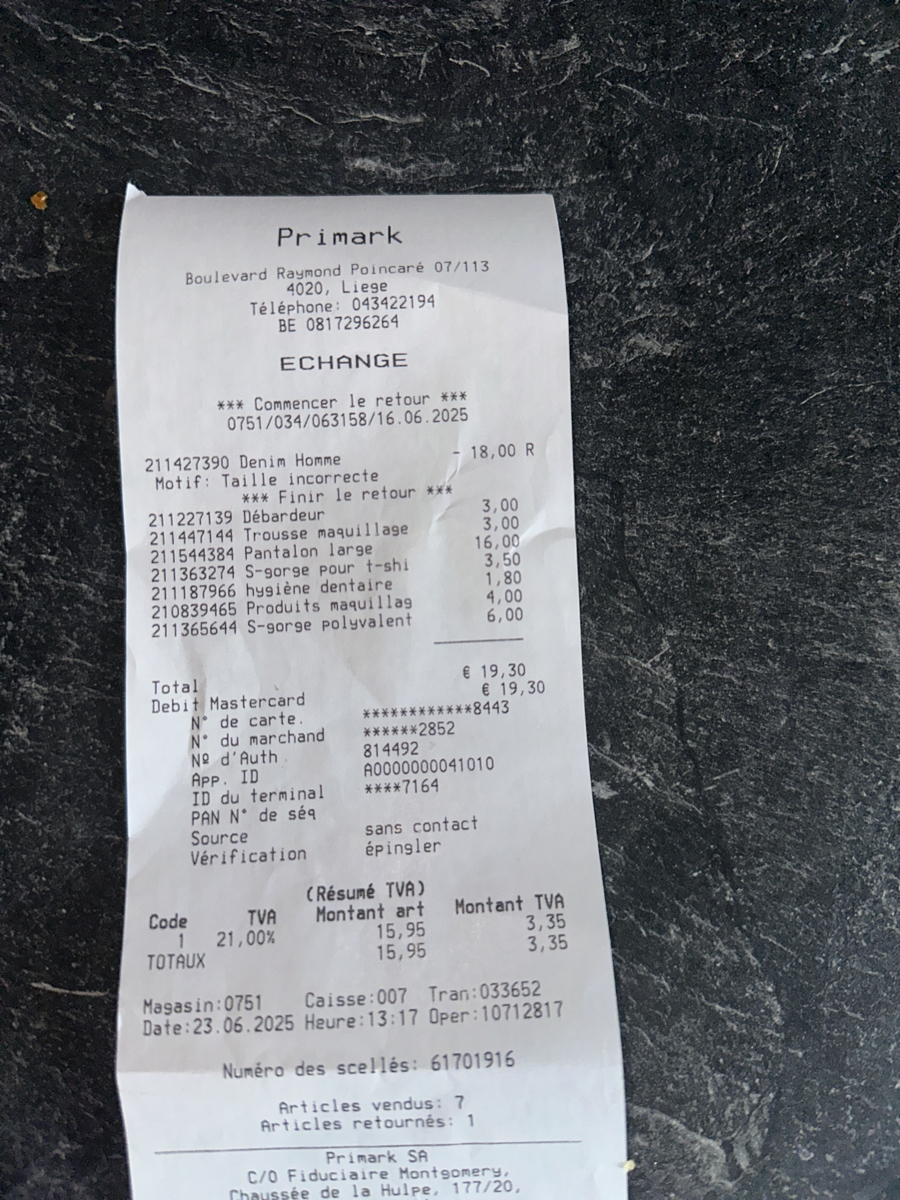 Primark
Boulevard Raymond Poincaré 07/113
4020, Liege
Téléphone: 043422194
BE 0817296264
ECHANGE
*** Commencer le retour ***
0751/034/063158/16.06.2025
211427390 Denim Homme - 18,00 R
Motif: Taille incorrecte
*** Finir le retour ***
211227139 Débardeur 3,00
211447144 Trousse maquillage 3,00
211544384 Pantalon large 16,00
211363274 S-gorge pour t-shi 3,50
211187966 hygiène dentaire 1,80
210839465 Produits maquillag 4,00
211365644 S-gorge polyvalent 6,00
Total € 19,30
Debit Mastercard € 19,30
N° de carte. ************8443
N° du marchand ******2852
Nº d'Auth 814492
App. ID A0000000041010
ID du terminal ****7164
PAN N° de séq
Source sans contact
Vérification épingler
(Résumé TVA)
Code TVA Montant art Montant TVA
1 21,00% 15,95 3,35
TOTAUX 15,95 3,35
Magasin:0751 Caisse:007 Tran:033652
Date:23.06.2025 Heure:13:17 Oper:10712817
Numéro des scellés: 61701916
Articles vendus: 7
Articles retournés: 1
Primark SA
C/O Fiduciaire Montgomery,
Chaussée de la Hulpe, 177/20,